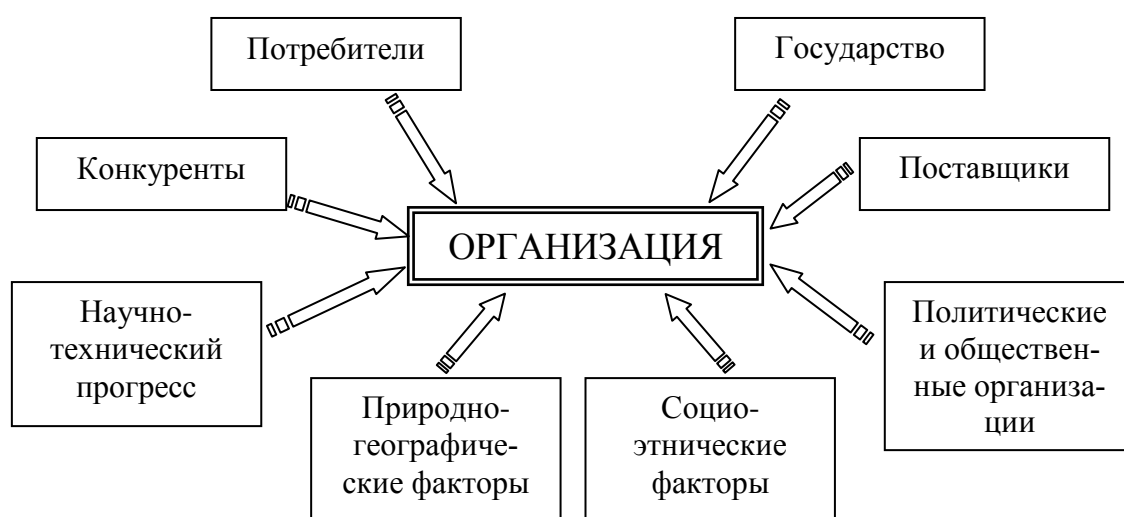 Потребители
Государство
Конкуренты
Поставщики
ОРГАНИЗАЦИЯ
Научно-
технический
прогресс
Политические
и обществен-
ные организа-
ции
Природно-
географиче-
ские факторы
Социо-
этнические
факторы